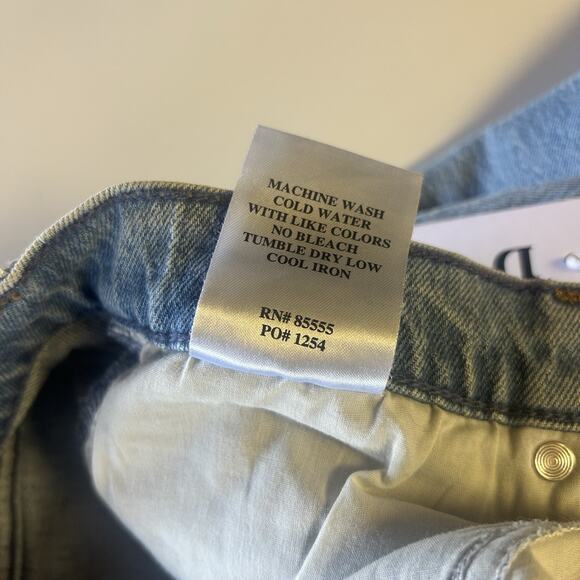 MACHINE WASH
COLD WATER
WITH LIKE COLORS
NO BLEACH
TUMBLE DRY LOW
COOL IRON
RN# 85555
PO# 1254